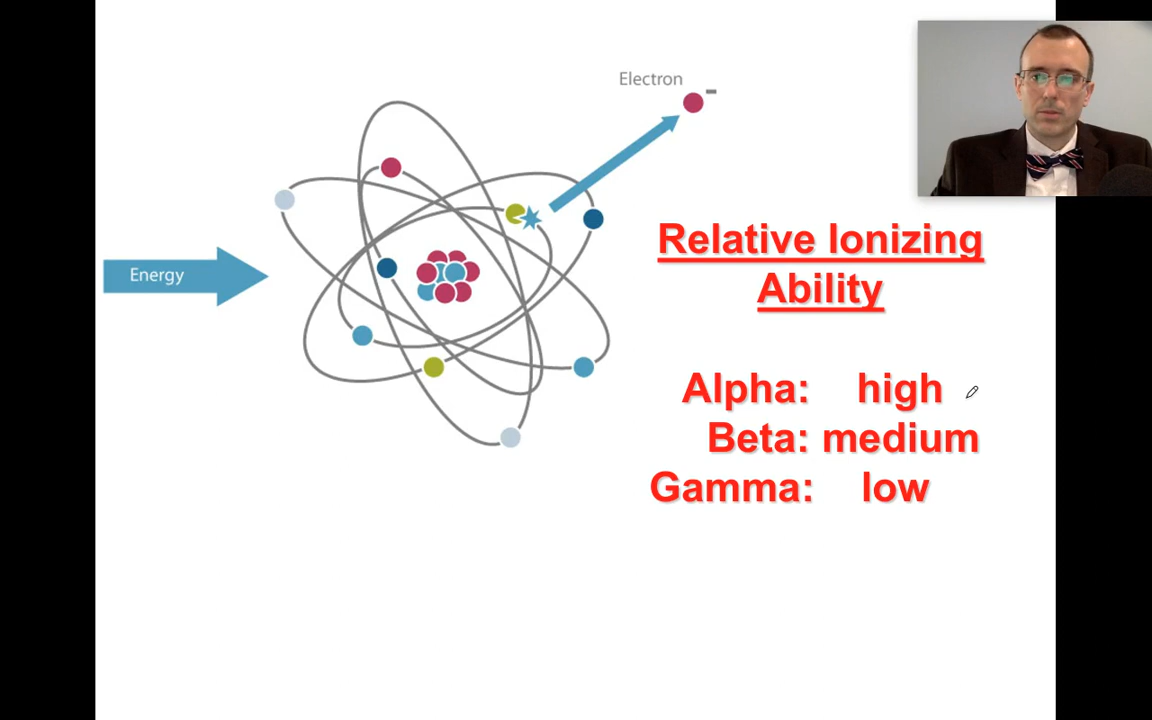 Electron
Energy
Relative Ionizing
Ability
Alpha: high
Beta: medium
Gamma: low